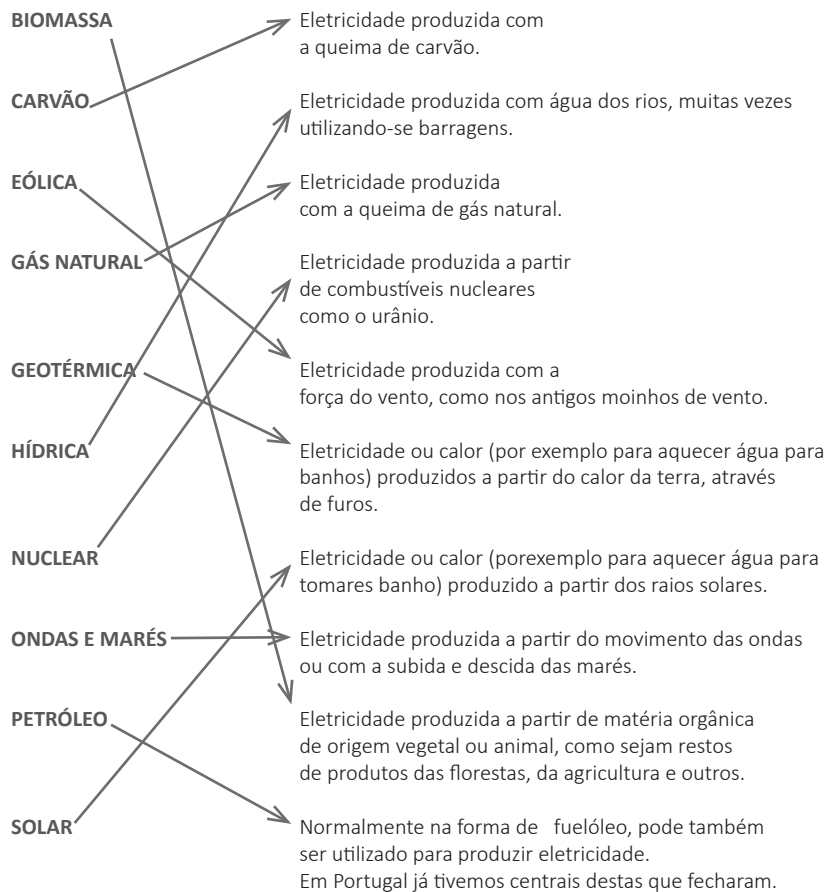 BIOMASSA
Eletricidade produzida com
a queima de carvão.
CARVÃO
Eletricidade produzida com água dos rios, muitas vezes
utilizando-se barragens.
EÓLICA
Eletricidade produzida
com a queima de gás natural.
GÁS NATURAL
Eletricidade produzida a partir
de combustíveis nucleares
como o urânio.
GEOTÉRMICA
Eletricidade produzida com a
força do vento, como nos antigos moinhos de vento.
HÍDRICA
Eletricidade ou calor (por exemplo para aquecer água para
banhos) produzidos a partir do calor da terra, através
de furos.
NUCLEAR
Eletricidade ou calor (porexemplo para aquecer água para
tomares banho) produzido a partir dos raios solares.
ONDAS E MARÉS
Eletricidade produzida a partir do movimento das ondas
ou com a subida e descida das marés.
PETRÓLEO
Eletricidade produzida a partir de matéria orgânica
de origem vegetal ou animal, como sejam restos
de produtos das florestas, da agricultura e outros.
SOLAR
Normalmente na forma de fuelóleo, pode também
ser utilizado para produzir eletricidade.
Em Portugal já tivemos centrais destas que fecharam.